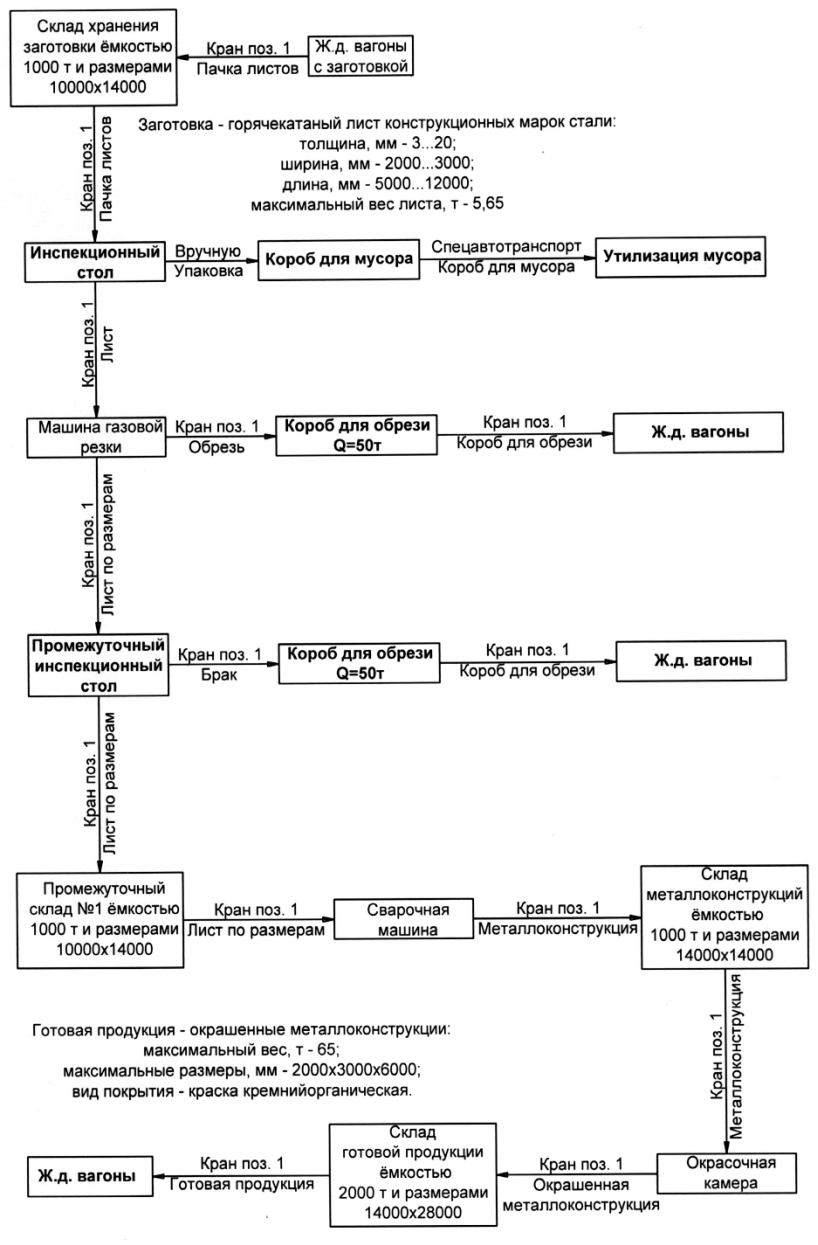 Склад хранения
заготовки ёмкостью
1000 т и размерами
10000х14000
Кран поз. 1
Пачка листов
Ж.д. вагоны
с заготовкой
Кран поз. 1
Пачка листов
Заготовка - горячекатаный лист конструкционных марок стали:
толщина, мм - 3...20;
ширина, мм - 2000...3000;
длина, мм - 5000...12000;
максимальный вес листа, т - 5,65
Инспекционный
стол
Вручную
Упаковка
Короб для мусора
Спецавтотранспорт
Короб для мусора
Утилизация мусора
Кран поз. 1
Лист
Машина газовой
резки
Кран поз. 1
Обрезь
Короб для обрези
Q=50т
Кран поз. 1
Короб для обрези
Ж.д. вагоны
Кран поз. 1
Лист по размерам
Промежуточный
инспекционный
стол
Кран поз. 1
Брак
Короб для обрези
Q=50т
Кран поз. 1
Короб для обрези
Ж.д. вагоны
Кран поз. 1
Лист по размерам
Промежуточный
склад №1 ёмкостью
1000 т и размерами
10000х14000
Кран поз. 1
Лист по размерам
Сварочная
машина
Кран поз. 1
Металлоконструкция
Склад
металлоконструкций
ёмкостью
1000 т и размерами
14000х14000
Кран поз. 1
Металлоконструкция
Готовая продукция - окрашенные металлоконструкции:
максимальный вес, т - 65;
максимальные размеры, мм - 2000х3000х6000;
вид покрытия - краска кремнийорганическая.
Ж.д. вагоны
Кран поз. 1
Готовая продукция
Склад
готовой продукции
ёмкостью
2000 т и размерами
14000х28000
Кран поз. 1
Окрашенная
металлоконструкция
Окрасочная
камера